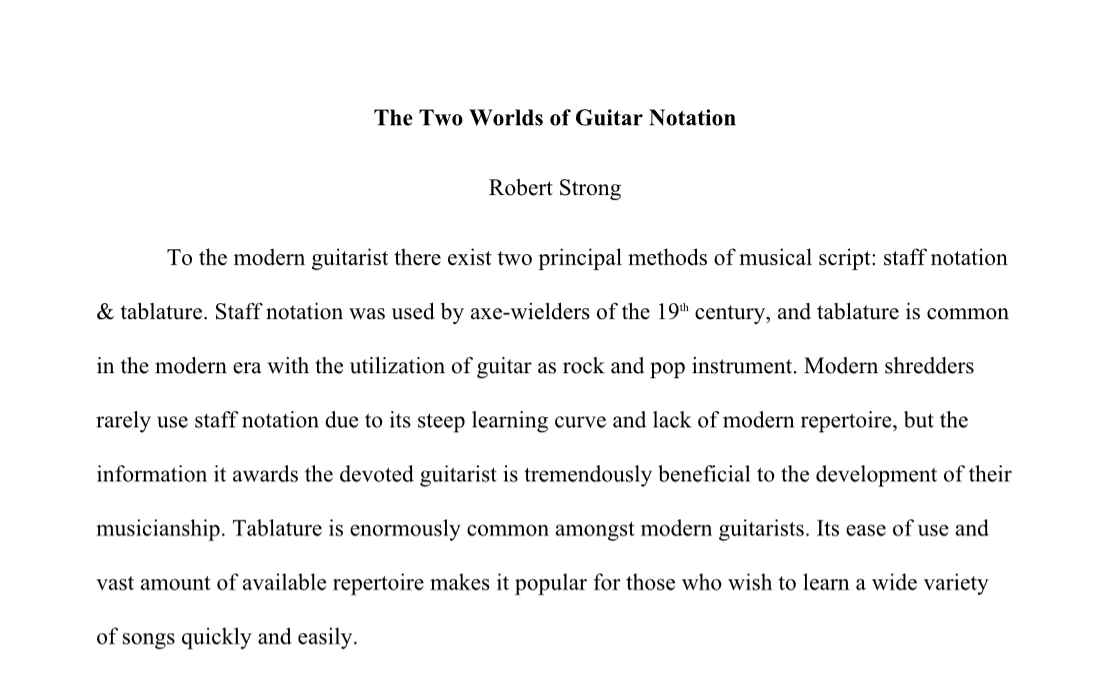 The Two Worlds of Guitar Notation
Robert Strong
To the modern guitarist there exist two principal methods of musical script: staff notation
& tablature. Staff notation was used by axe-wielders of the 19th century, and tablature is common
in the modern era with the utilization of guitar as rock and pop instrument. Modern shredders
rarely use staff notation due to its steep learning curve and lack of modern repertoire, but the
information it awards the devoted guitarist is tremendously beneficial to the development of their
musicianship. Tablature is enormously common amongst modern guitarists. Its ease of use and
vast amount of available repertoire makes it popular for those who wish to learn a wide variety
of songs quickly and easily.